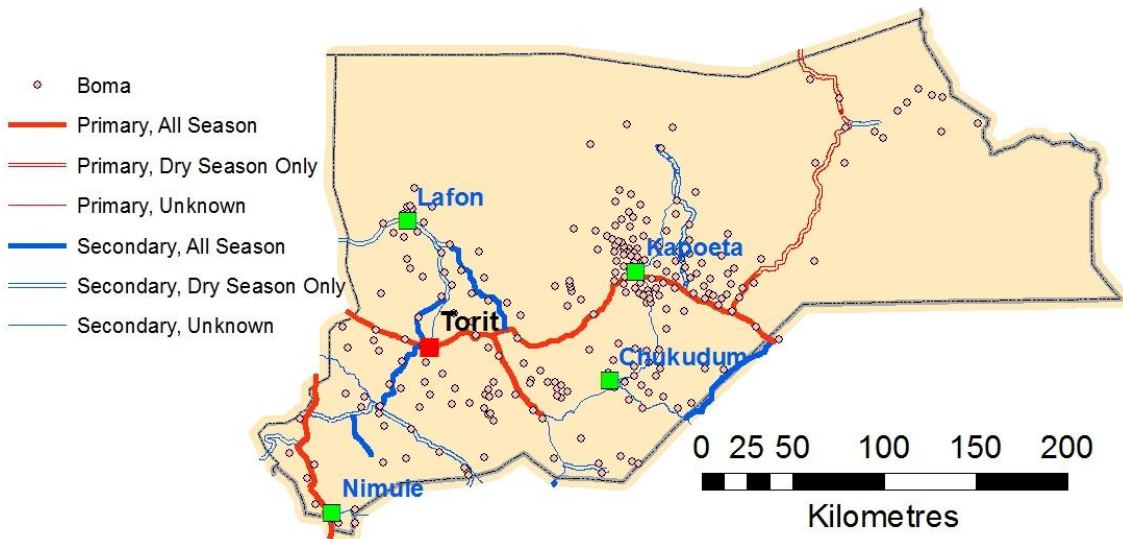 Boma
Primary, All Season
Primary, Dry Season Only
Primary, Unknown
Secondary, All Season
Secondary, Dry Season Only
Secondary, Unknown
Lafon
Kapoeta
Torit
Chukudum
Nimule
0 25 50 100 150 200
Kilometres